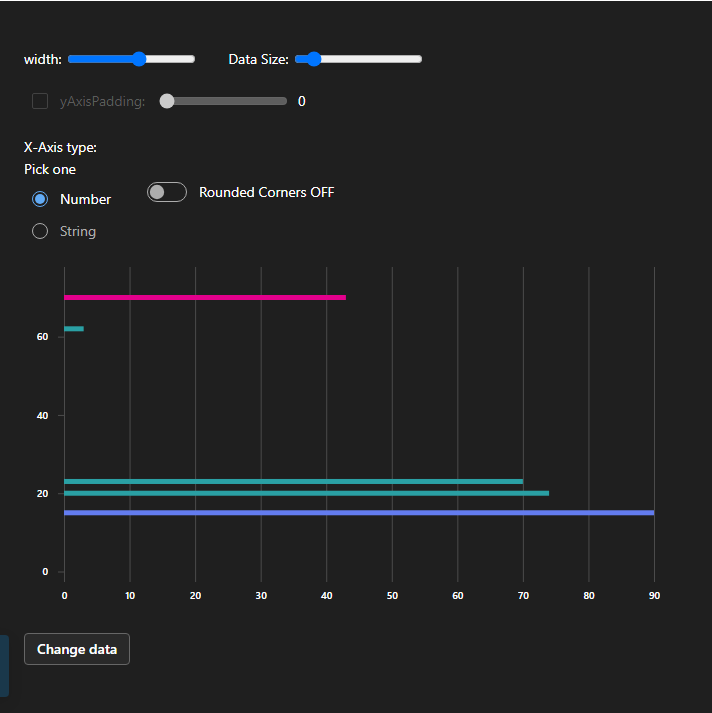 width: Data Size:
yAxisPadding: 0
X-Axis type:
Pick one
Number Rounded Corners OFF
String
60
40
20
0
0 10 20 30 40 50 60 70 80 90
Change data